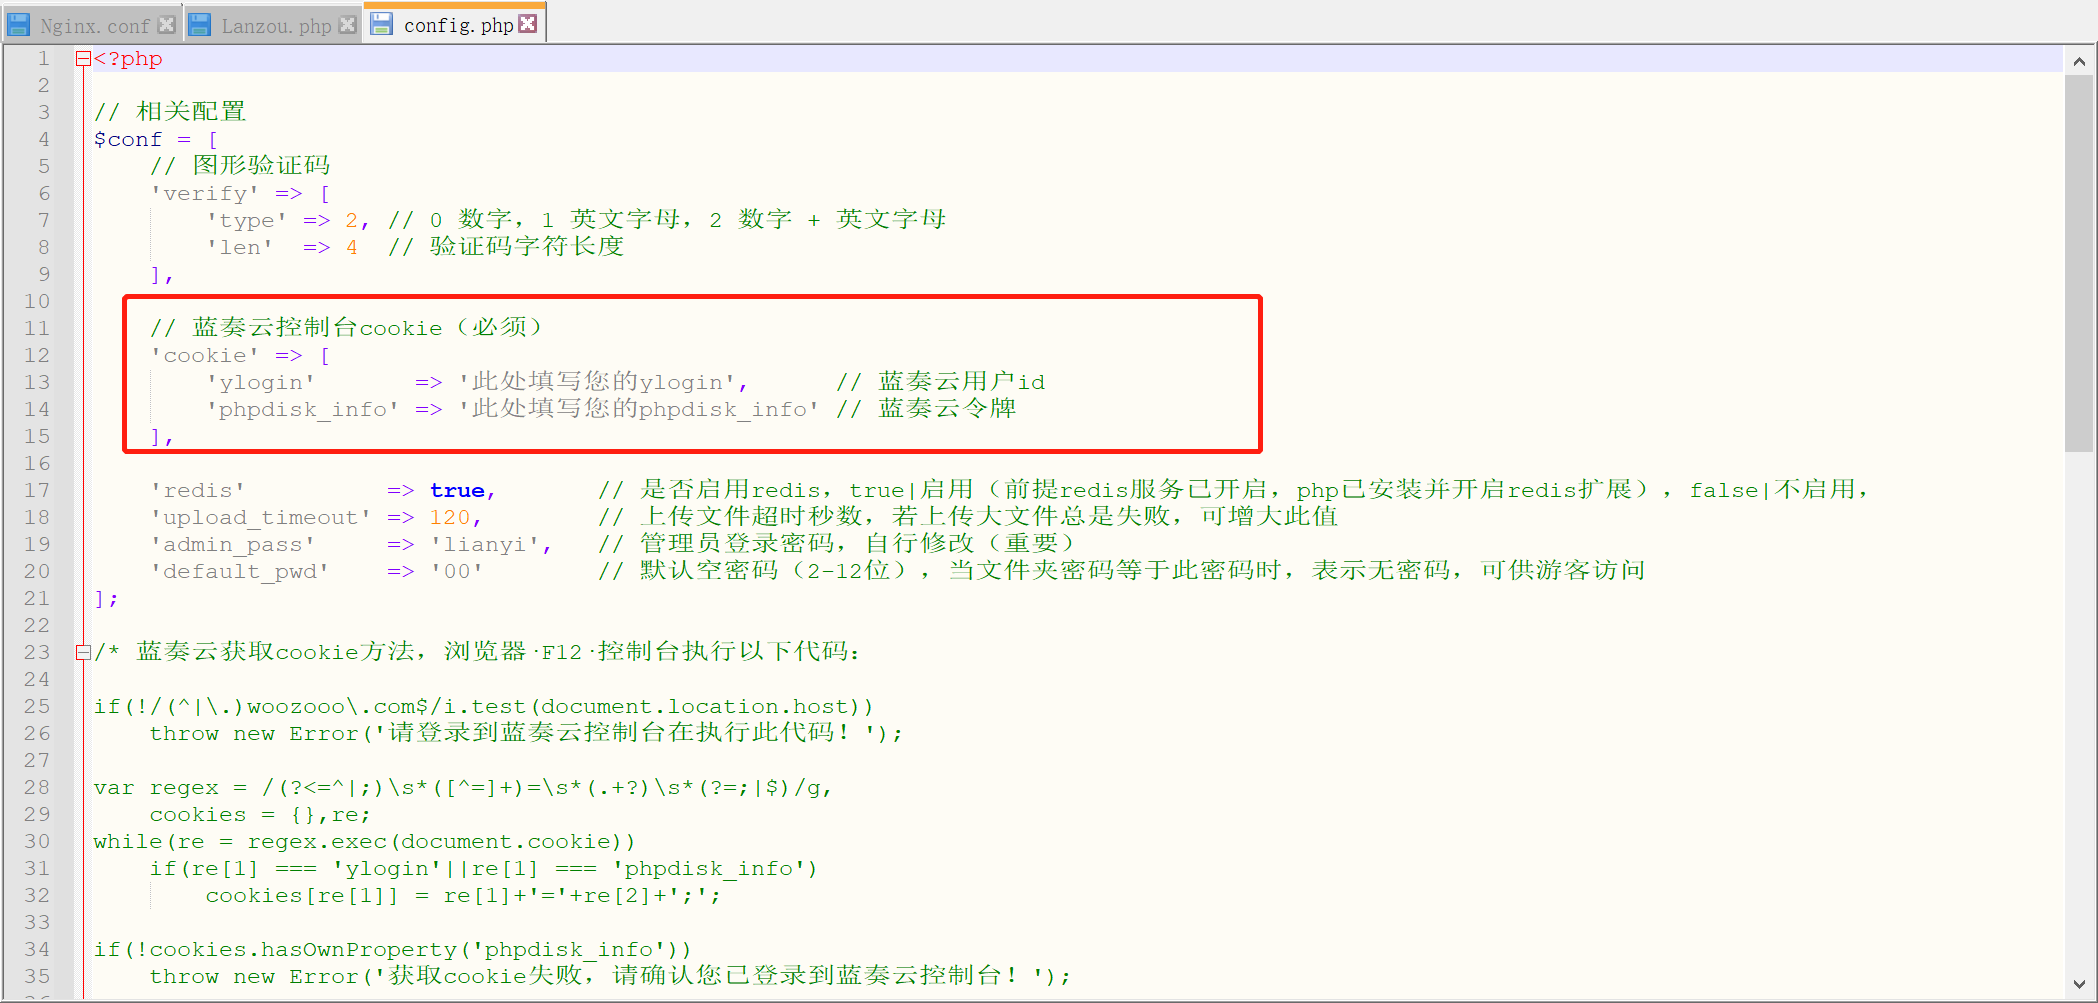 Nginx.conf Lanzou.php config.php
1 <?php
2
3 // 相关配置
4 $conf = [
5     // 图形验证码
6     'verify' => [
7         'type' => 2, // 0 数字，1 英文字母，2 数字 + 英文字母
8         'len'  => 4  // 验证码字符长度
9     ],
10
11     // 蓝奏云控制台cookie（必须）
12     'cookie' => [
13         'ylogin'       => '此处填写您的ylogin',      // 蓝奏云用户id
14         'phpdisk_info' => '此处填写您的phpdisk_info' // 蓝奏云令牌
15     ],
16
17     'redis'          => true,       // 是否启用redis，true|启用（前提redis服务已开启，php已安装并开启redis扩展），false|不启用，
18     'upload_timeout' => 120,        // 上传文件超时秒数，若上传大文件总是失败，可增大此值
19     'admin_pass'     => 'lianyi',   // 管理员登录密码，自行修改（重要）
20     'default_pwd'    => '00'        // 默认空密码（2-12位），当文件夹密码等于此密码时，表示无密码，可供游客访问
21 ];
22
23 /* 蓝奏云获取cookie方法，浏览器·F12·控制台执行以下代码：
24
25 if(!/(^|\.)woozooo\.com$/i.test(document.location.host))
26     throw new Error('请登录到蓝奏云控制台在执行此代码！');
27
28 var regex = /(?<=^|;)\s*([^=]+)=\s*(.+?)\s*(?=;|$)/g,
29     cookies = {},re;
30 while(re = regex.exec(document.cookie))
31     if(re[1] === 'ylogin'||re[1] === 'phpdisk_info')
32         cookies[re[1]] = re[1]+'='+re[2]+';';
33
34 if(!cookies.hasOwnProperty('phpdisk_info'))
35     throw new Error('获取cookie失败，请确认您已登录到蓝奏云控制台！');